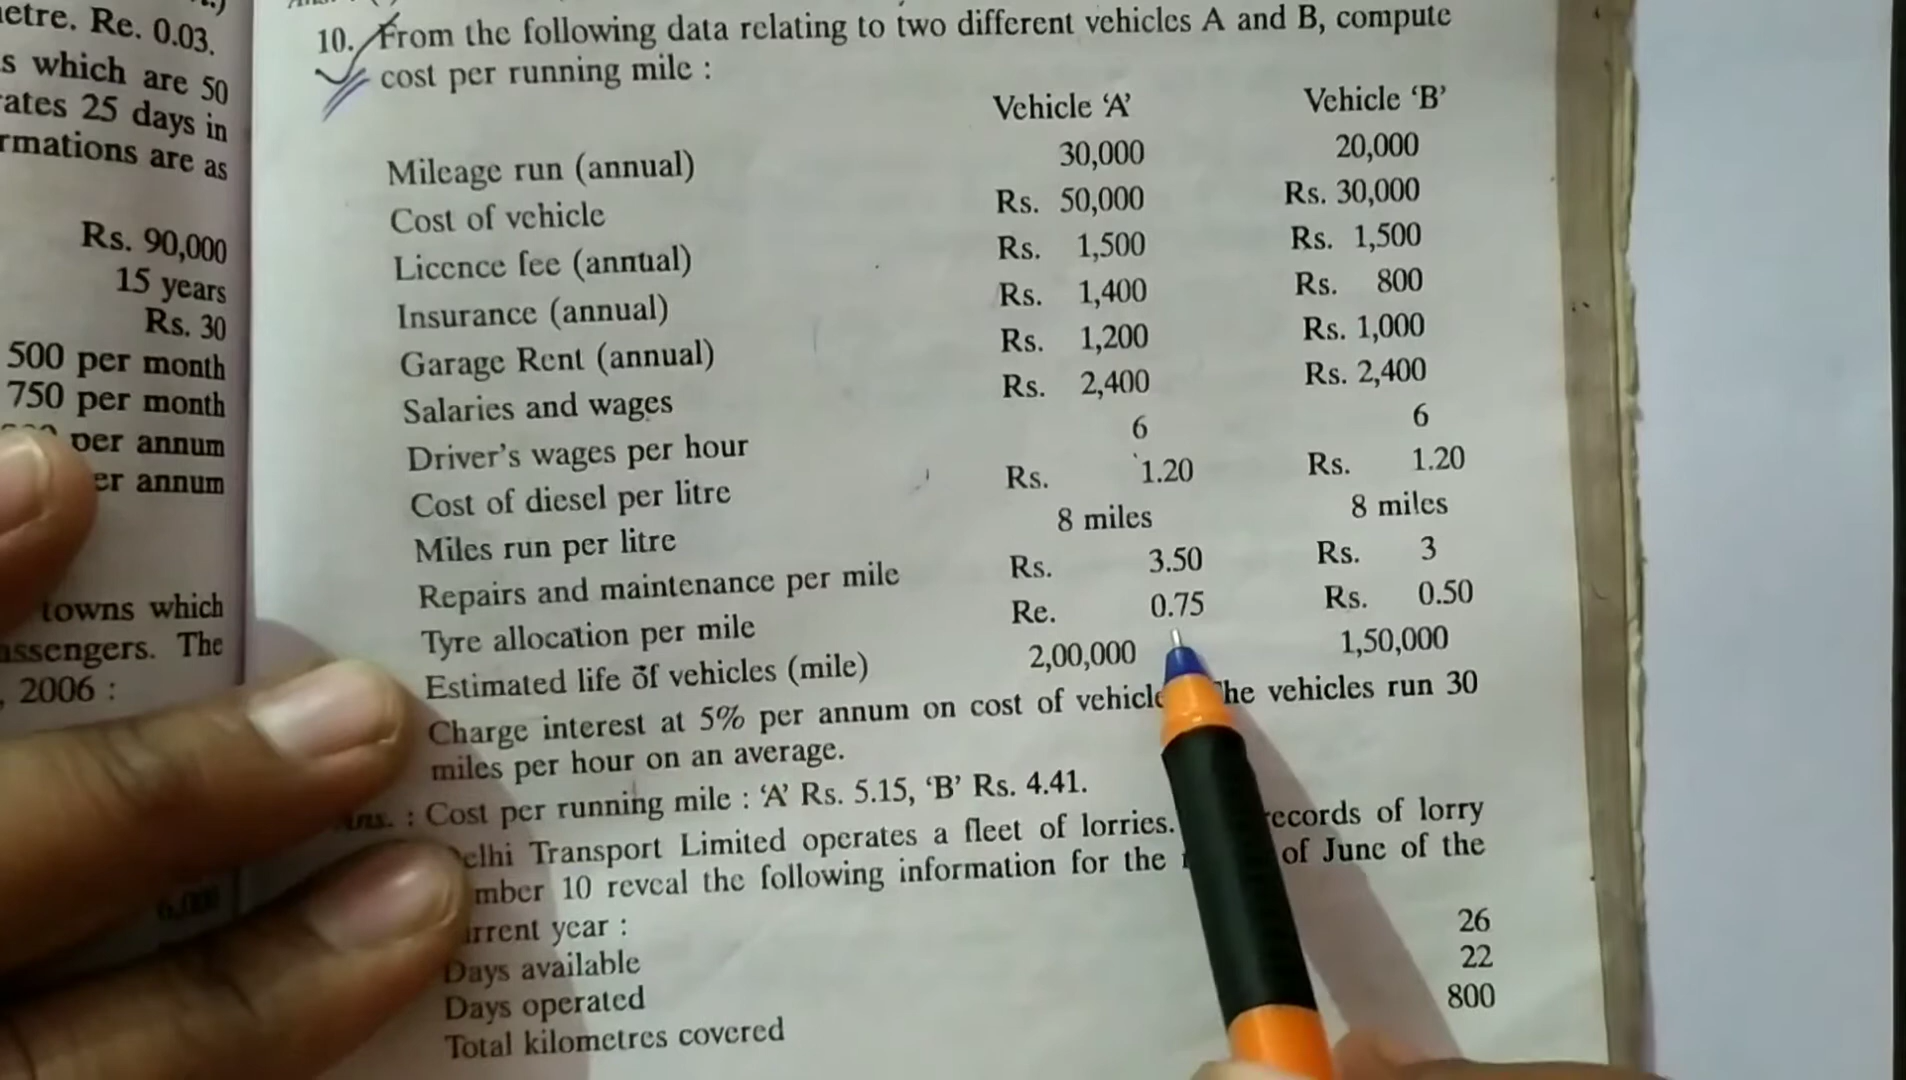 etre. Re. 0.03.
s which are 50
ates 25 days in
rmations are as
Rs. 90,000
15 years
Rs. 30
500 per month
750 per month
per annum
er annum
towns which
assengers. The
, 2006 :
10. From the following data relating to two different vehicles A and B, compute
cost per running mile :
Vehicle ‘A’ Vehicle ‘B’
Mileage run (annual) 30,000 20,000
Cost of vehicle Rs. 50,000 Rs. 30,000
Licence fee (anntual) Rs. 1,500 Rs. 1,500
Insurance (annual) Rs. 1,400 Rs. 800
Garage Rent (annual) Rs. 1,200 Rs. 1,000
Salaries and wages Rs. 2,400 Rs. 2,400
Driver’s wages per hour 6 6
Cost of diesel per litre Rs. 1.20 Rs. 1.20
Miles run per litre 8 miles 8 miles
Repairs and maintenance per mile Rs. 3.50 Rs. 3
Tyre allocation per mile Re. 0.75 Rs. 0.50
Estimated life of vehicles (mile) 2,00,000 1,50,000
Charge interest at 5% per annum on cost of vehicle he vehicles run 30
miles per hour on an average.
ns. : Cost per running mile : ‘A’ Rs. 5.15, ‘B’ Rs. 4.41.
elhi Transport Limited operates a fleet of lorries. ecords of lorry
mber 10 reveal the following information for the of June of the
rrent year :
Days available 26
Days operated 22
Total kilometres covered 800